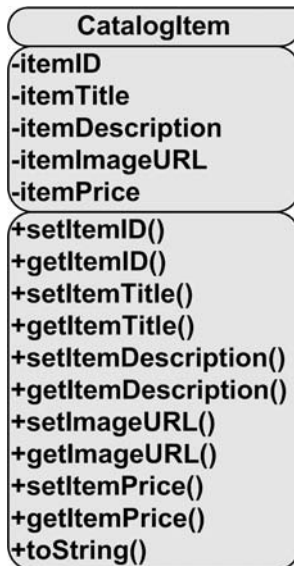 CatalogItem
-itemID
-itemTitle
-itemDescription
-itemImageURL
-itemPrice
+setItemID()
+getItemID()
+setItemTitle()
+getItemTitle()
+setItemDescription()
+getItemDescription()
+setImageURL()
+getImageURL()
+setItemPrice()
+getItemPrice()
+toString()